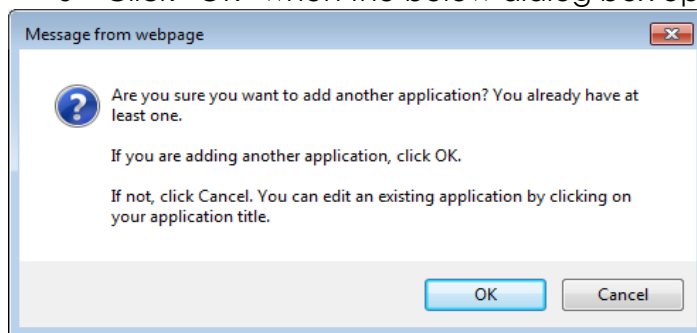 Message from webpage
Are you sure you want to add another application? You already have at
least one.
If you are adding another application, click OK.
If not, click Cancel. You can edit an existing application by clicking on
your application title.
OK
Cancel